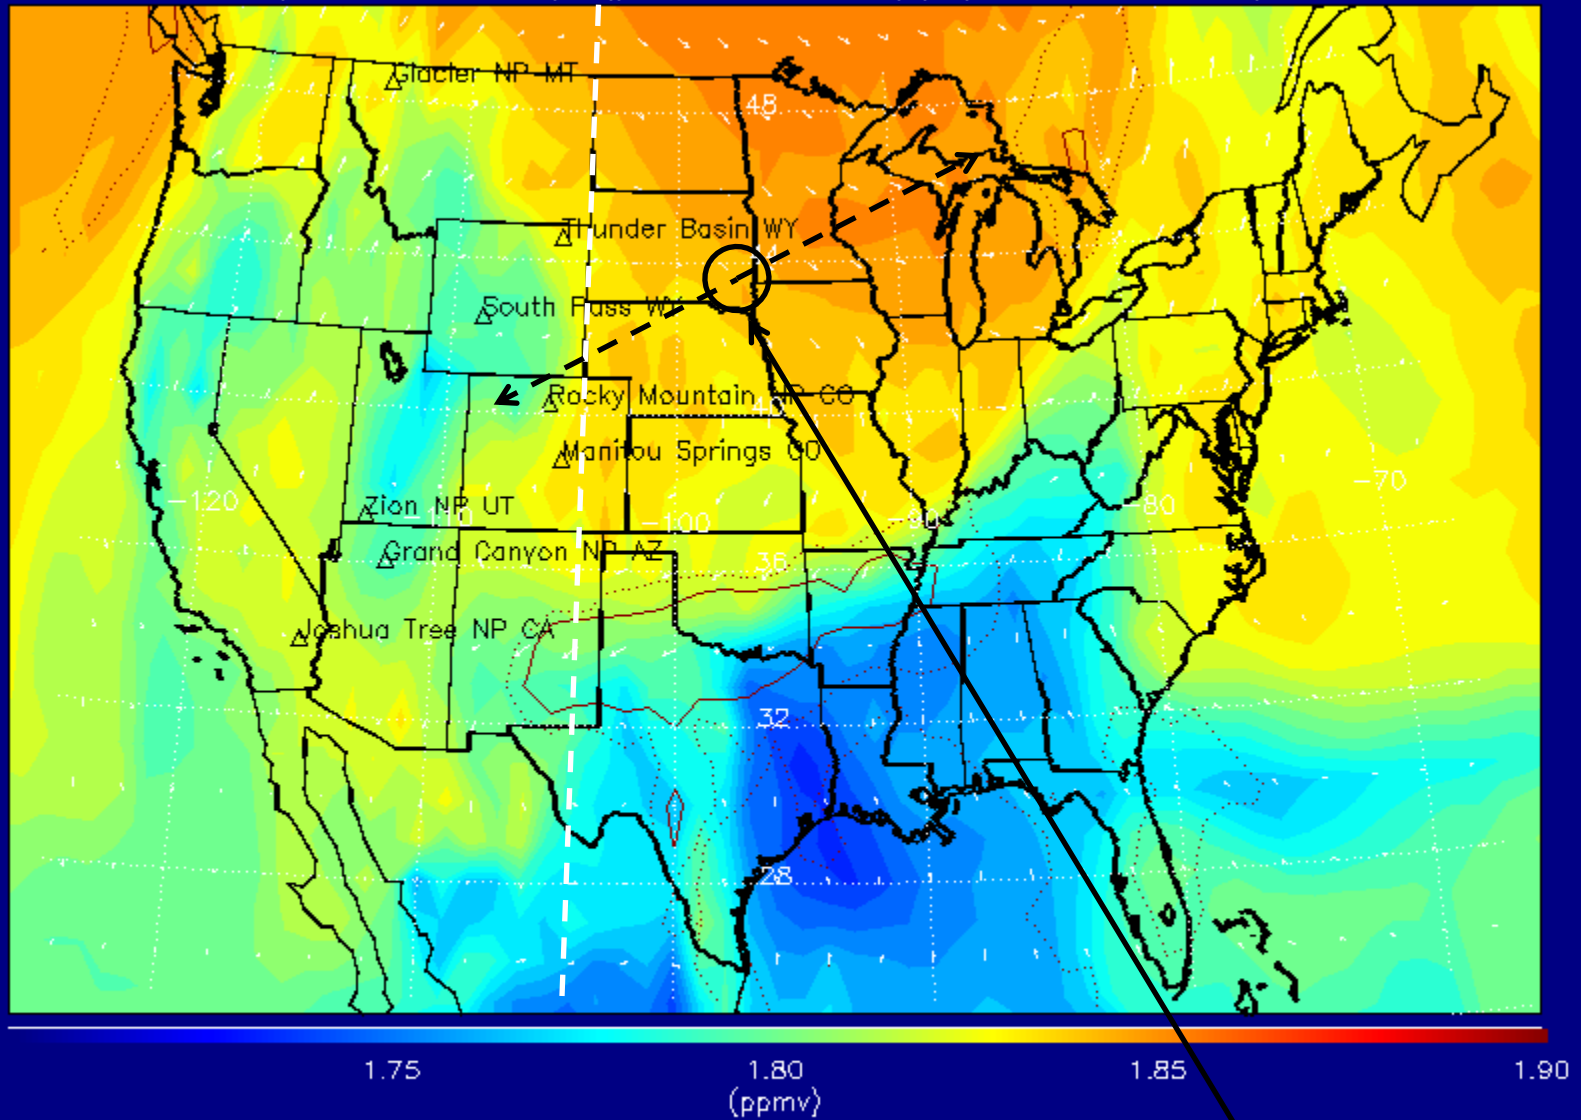 Glacier NP MT
48
Thunder Basin WY
44
South Pass WY
Rocky Mountain NP CO
40
Manitou Springs CO
-120
Zion NP UT
-110
-100
-90
-80
-70
Grand Canyon NP AZ
36
Joshua Tree NP CA
32
28
1.75
1.80
1.85
1.90
(ppmv)